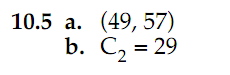 10.5 a. (49, 57)
b. C₂ = 29